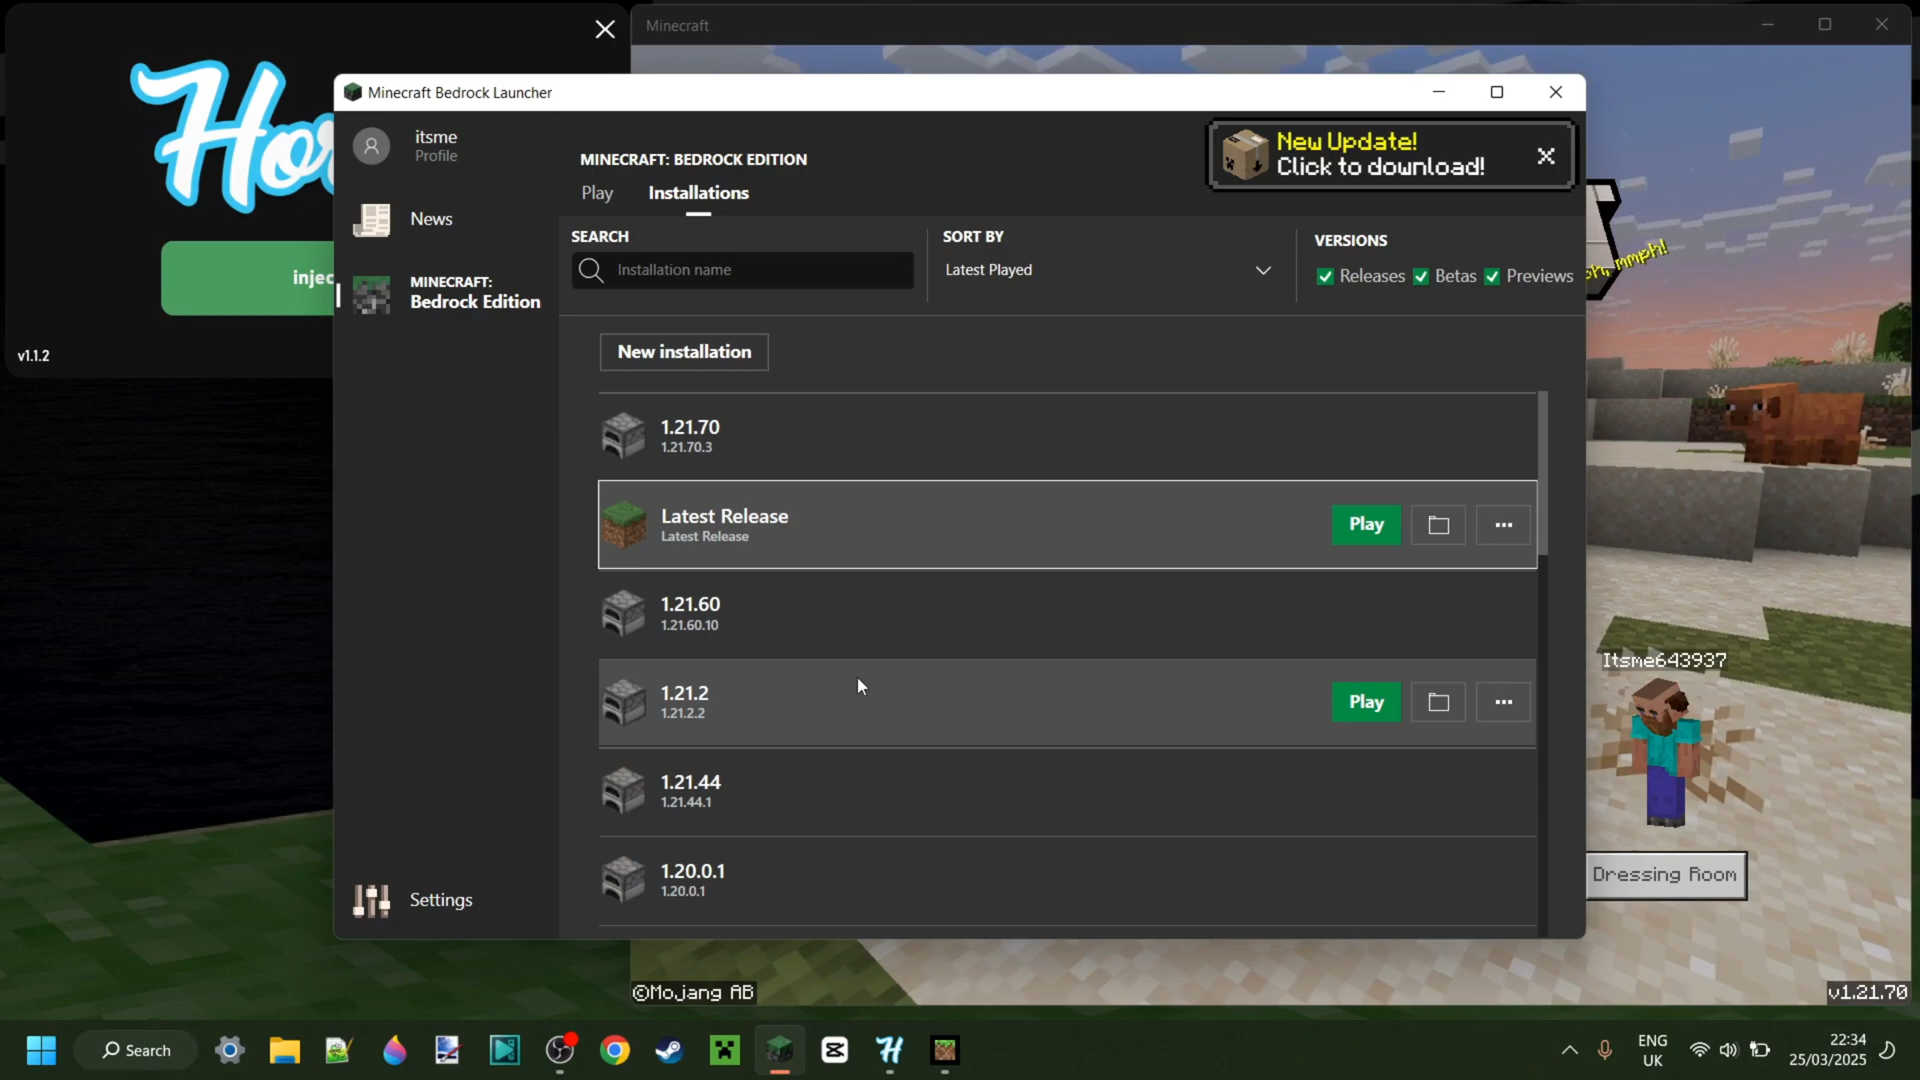 Minecraft
Hor
injec
v1.1.2
Minecraft Bedrock Launcher
itsme
Profile
News
MINECRAFT:
Bedrock Edition
Settings
MINECRAFT: BEDROCK EDITION
Play Installations
New Update!
Click to download!
SEARCH
Installation name
SORT BY
Latest Played
VERSIONS
Releases Betas Previews
New installation
1.21.70
1.21.70.3
Latest Release
Latest Release
Play
1.21.60
1.21.60.10
1.21.2
1.21.2.2
Play
1.21.44
1.21.44.1
1.20.0.1
1.20.0.1
mmph!
Itsme643937
Dressing Room
©Mojang AB
v1.21.70
Search
ENG
UK
22:34
25/03/2025